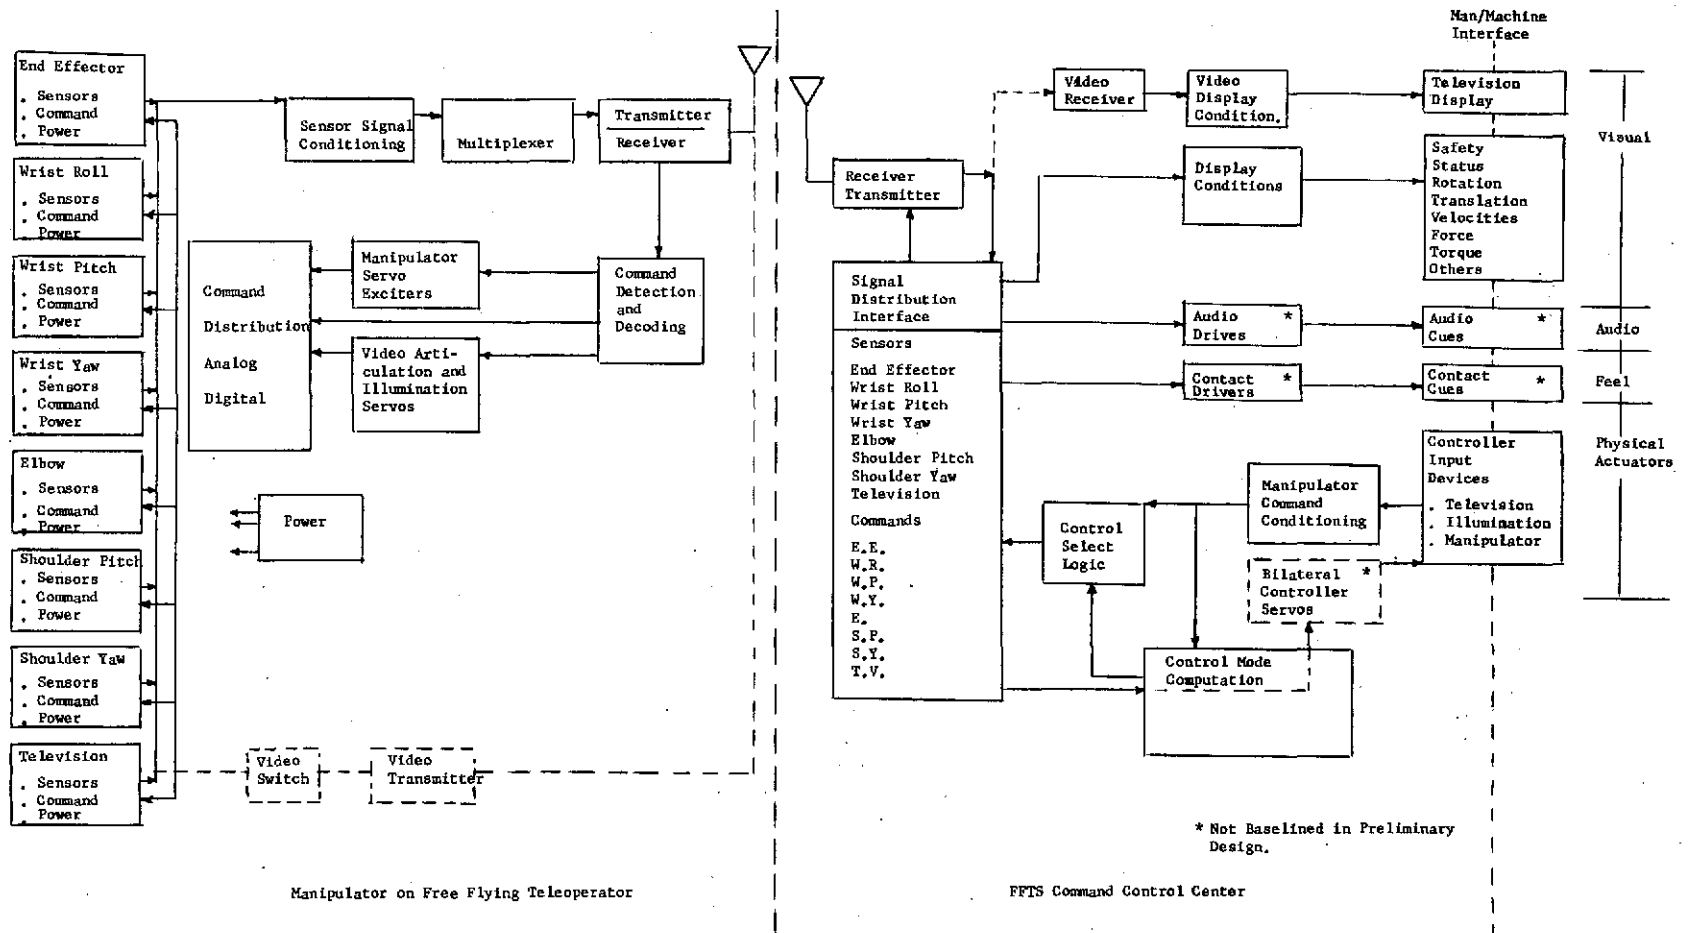 End Effector
. Sensors
. Command
. Power
Wrist Roll
. Sensors
. Command
. Power
Wrist Pitch
. Sensors
. Command
. Power
Wrist Yaw
. Sensors
. Command
. Power
Elbow
. Sensors
. Command
. Power
Shoulder Pitch
. Sensors
. Command
. Power
Shoulder Yaw
. Sensors
. Command
. Power
Television
. Sensors
. Command
. Power
Sensor Signal
Conditioning
Multiplexer
Transmitter
Receiver
Command
Distribution
Analog
Digital
Manipulator
Servo
Exciters
Video Arti-
culation and
Illumination
Servos
Command
Detection
and
Decoding
Power
Video
Switch
Video
Transmitter
Manipulator on Free Flying Teleoperator
Man/Machine
Interface
Receiver
Transmitter
Video
Receiver
Video
Display
Condition.
Television
Display
Display
Conditions
Safety
Status
Rotation
Translation
Velocities
Force
Torque
Others
Visual
Signal
Distribution
Interface
Sensors
End Effector
Wrist Roll
Wrist Pitch
Wrist Yaw
Elbow
Shoulder Pitch
Shoulder Yaw
Television
Commands
E.E.
W.R.
W.P.
W.Y.
E.
S.P.
S.Y.
T.V.
Audio *
Drives
Audio *
Cues
Audio
Contact *
Drivers
Contact *
Cues
Feel
Control
Select
Logic
Manipulator
Command
Conditioning
Controller
Input
Devices
. Television
. Illumination
. Manipulator
Physical
Actuators
Bilateral *
Controller
Servos
Control Mode
Computation
* Not Baselined in Preliminary
Design.
FFTS Command Control Center